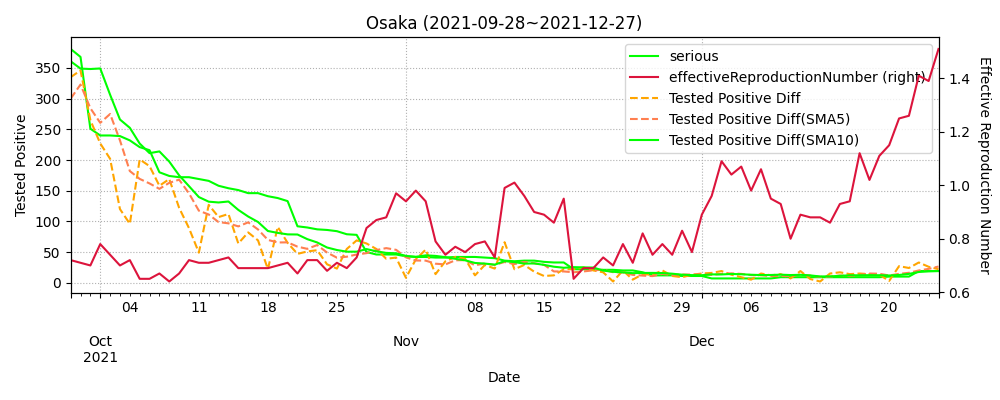 Osaka (2021-09-28~2021-12-27)
serious
effectiveReproductionNumber (right)
Tested Positive Diff
Tested Positive Diff(SMA5)
Tested Positive Diff(SMA10)
Tested Positive
350
300
250
200
150
100
50
0
Effective Reproduction Number
1.4
1.2
1.0
0.8
0.6
04 11 18 25 08 15 22 29 06 13 20
Oct Nov Dec
2021
Date